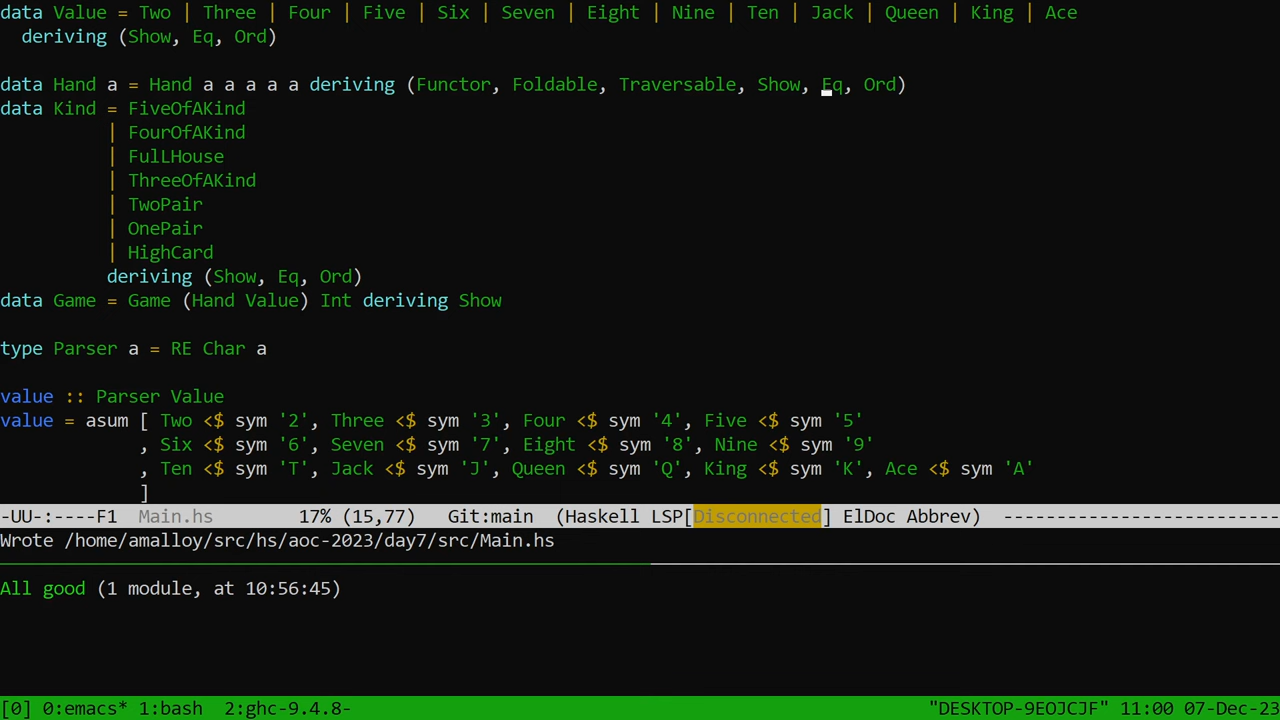 data Value = Two | Three | Four | Five | Six | Seven | Eight | Nine | Ten | Jack | Queen | King | Ace
  deriving (Show, Eq, Ord)

data Hand a = Hand a a a a a deriving (Functor, Foldable, Traversable, Show, Eq, Ord)
data Kind = FiveOfAKind
          | FourOfAKind
          | FulLHouse
          | ThreeOfAKind
          | TwoPair
          | OnePair
          | HighCard
          deriving (Show, Eq, Ord)
data Game = Game (Hand Value) Int deriving Show

type Parser a = RE Char a

value :: Parser Value
value = asum [ Two <$ sym '2', Three <$ sym '3', Four <$ sym '4', Five <$ sym '5'
             , Six <$ sym '6', Seven <$ sym '7', Eight <$ sym '8', Nine <$ sym '9'
             , Ten <$ sym 'T', Jack <$ sym 'J', Queen <$ sym 'Q', King <$ sym 'K', Ace <$ sym 'A'
             ]
-UU-:----F1  Main.hs        17% (15,77)   Git:main  (Haskell LSP[Disconnected] ElDoc Abbrev) --------------------------
Wrote /home/amalloy/src/hs/aoc-2023/day7/src/Main.hs
All good (1 module, at 10:56:45)
[0] 0:emacs* 1:bash  2:ghc-9.4.8-                    "DESKTOP-9EOJCJF" 11:00 07-Dec-23